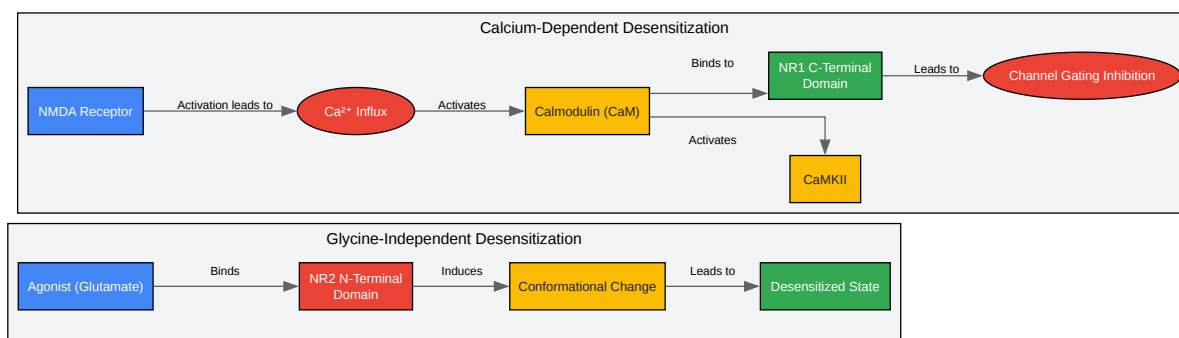 Calcium-Dependent Desensitization
NMDA Receptor
Activation leads to
Ca²⁺ Influx
Activates
Calmodulin (CaM)
Binds to
NR1 C-Terminal
Domain
Leads to
Channel Gating Inhibition
Activates
CaMKII
Glycine-Independent Desensitization
Agonist (Glutamate)
Binds
NR2 N-Terminal
Domain
Induces
Conformational Change
Leads to
Desensitized State